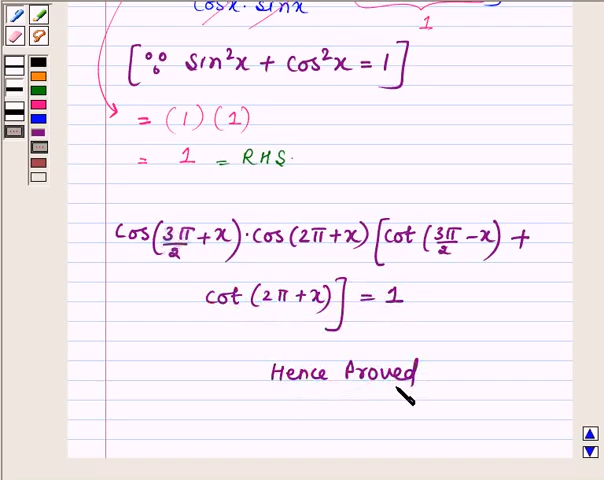 cosx . sinx
1
[∵ sin²x + cos²x = 1]
= (1) (1)
= 1 = RHS.
cos(3π/2 + x) · cos(2π + x) [cot(3π/2 - x) +
cot (2π + x)] = 1
Hence Proved